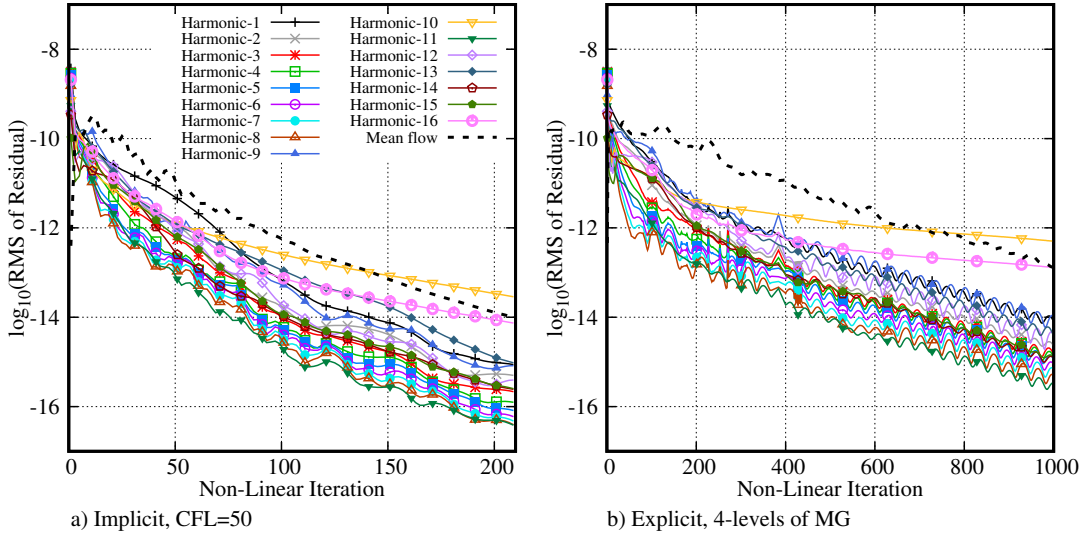 log10(RMS of Residual)
-8
-10
-12
-14
-16
Harmonic-1
Harmonic-2
Harmonic-3
Harmonic-4
Harmonic-5
Harmonic-6
Harmonic-7
Harmonic-8
Harmonic-9
Harmonic-10
Harmonic-11
Harmonic-12
Harmonic-13
Harmonic-14
Harmonic-15
Harmonic-16
Mean flow
0 50 100 150 200
Non-Linear Iteration
a) Implicit, CFL=50
log10(RMS of Residual)
-8
-10
-12
-14
-16
0 200 400 600 800 1000
Non-Linear Iteration
b) Explicit, 4-levels of MG